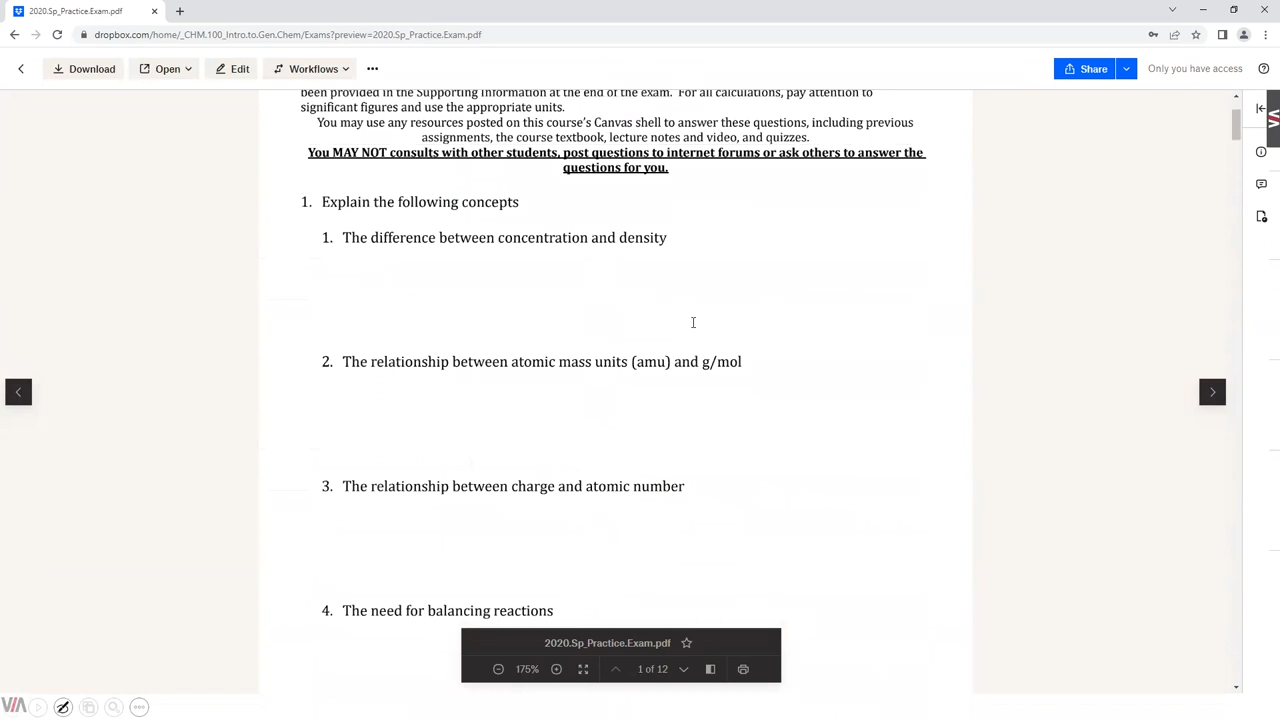 2020.Sp_Practice.Exam.pdf
dropbox.com/home/_CHM.100_Intro.to.Gen.Chem/Exams?preview=2020.Sp_Practice.Exam.pdf
Download
Open
Edit
Workflows
Share
Only you have access
been provided in the Supporting Information at the end of the exam. For all calculations, pay attention to
significant figures and use the appropriate units.
You may use any resources posted on this course's Canvas shell to answer these questions, including previous
assignments, the course textbook, lecture notes and video, and quizzes.
You MAY NOT consults with other students, post questions to internet forums or ask others to answer the
questions for you.
1. Explain the following concepts
1. The difference between concentration and density
2. The relationship between atomic mass units (amu) and g/mol
3. The relationship between charge and atomic number
4. The need for balancing reactions
2020.Sp_Practice.Exam.pdf
175%
1 of 12
VIA